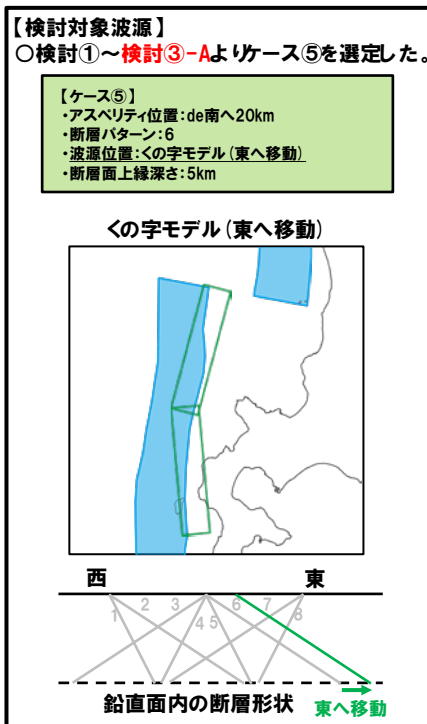 【検討対象波源】
○検討①~検討③-Aよりケース⑤を選定した。
【ケース⑤】
・アスペリティ位置:de南へ20km
・断層パターン:6
・波源位置:くの字モデル(東へ移動)
・断層面上縁深さ:5km
くの字モデル(東へ移動)
西 東
1 2 3 4 5 6 7 8
鉛直面内の断層形状
東へ移動